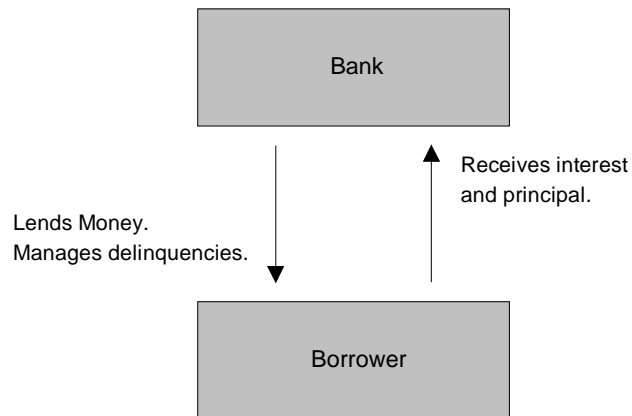 Bank
Receives interest
and principal.
Lends Money.
Manages delinquencies.
Borrower